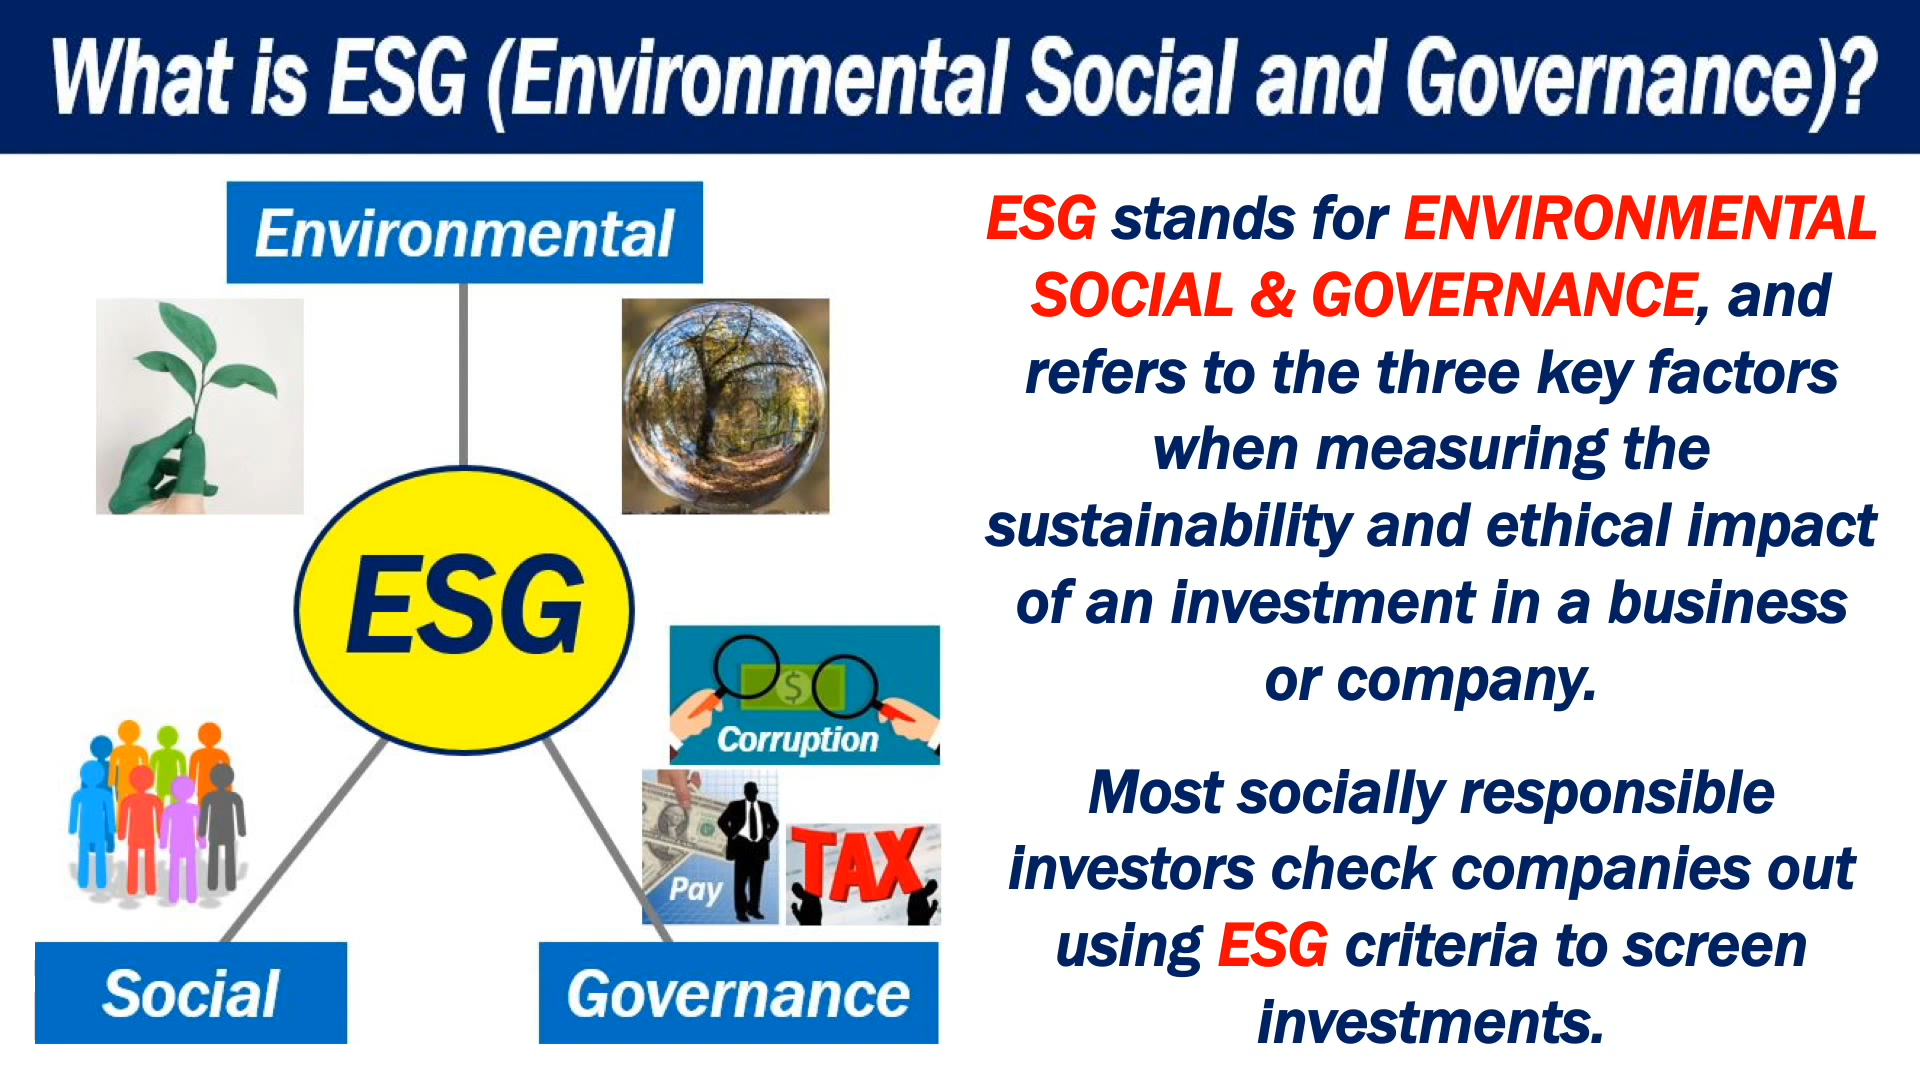 What is ESG (Environmental Social and Governance)?
Environmental
ESG
Corruption
Pay
TAX
Social
Governance
ESG stands for ENVIRONMENTAL
SOCIAL & GOVERNANCE, and
refers to the three key factors
when measuring the
sustainability and ethical impact
of an investment in a business
or company.
Most socially responsible
investors check companies out
using ESG criteria to screen
investments.